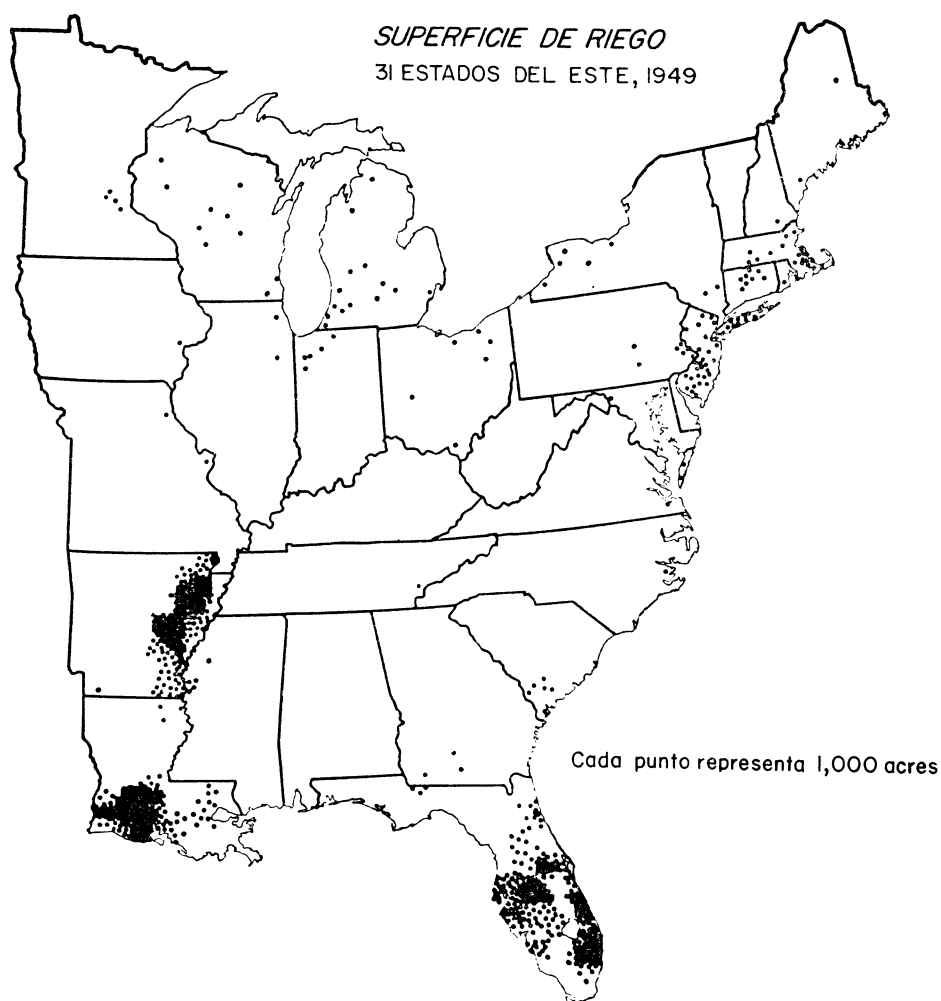 SUPERFICIE DE RIEGO
31 ESTADOS DEL ESTE, 1949
Cada punto representa 1,000 acres